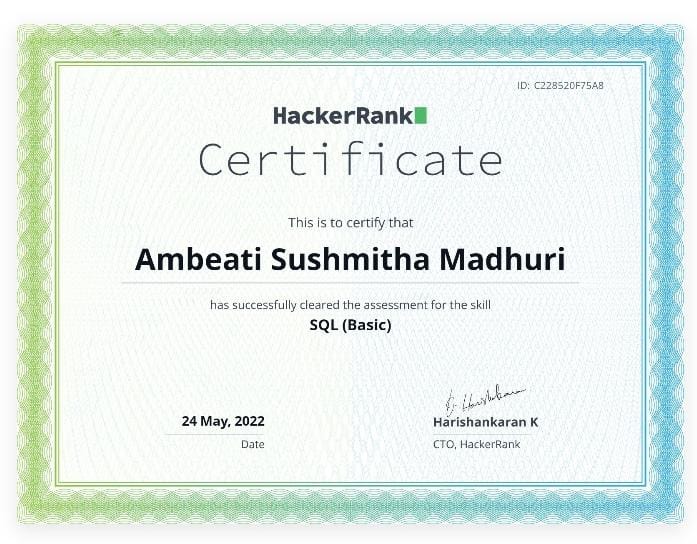 ID: C228520F75A8
HackerRank
Certificate
This is to certify that
Ambeati Sushmitha Madhuri
has successfully cleared the assessment for the skill
SQL (Basic)
24 May, 2022
Date
Harishankaran K
CTO, HackerRank